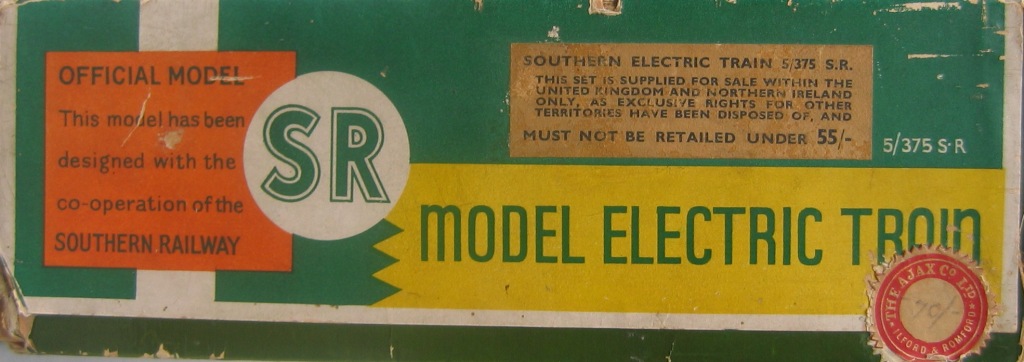 OFFICIAL MODEL
This model has been
designed with the
co-operation of the
SOUTHERN RAILWAY
SR
SOUTHERN ELECTRIC TRAIN 5/375 S.R.
THIS SET IS SUPPLIED FOR SALE WITHIN THE
UNITED KINGDOM AND NORTHERN IRELAND
ONLY, AS EXCLUSIVE RIGHTS FOR OTHER
TERRITORIES HAVE BEEN DISPOSED OF, AND
MUST NOT BE RETAILED UNDER 55/-
5/375 S·R
MODEL ELECTRIC TRAIN
THE AJAX CO LTD
70/-
ILFORD & ROMFORD